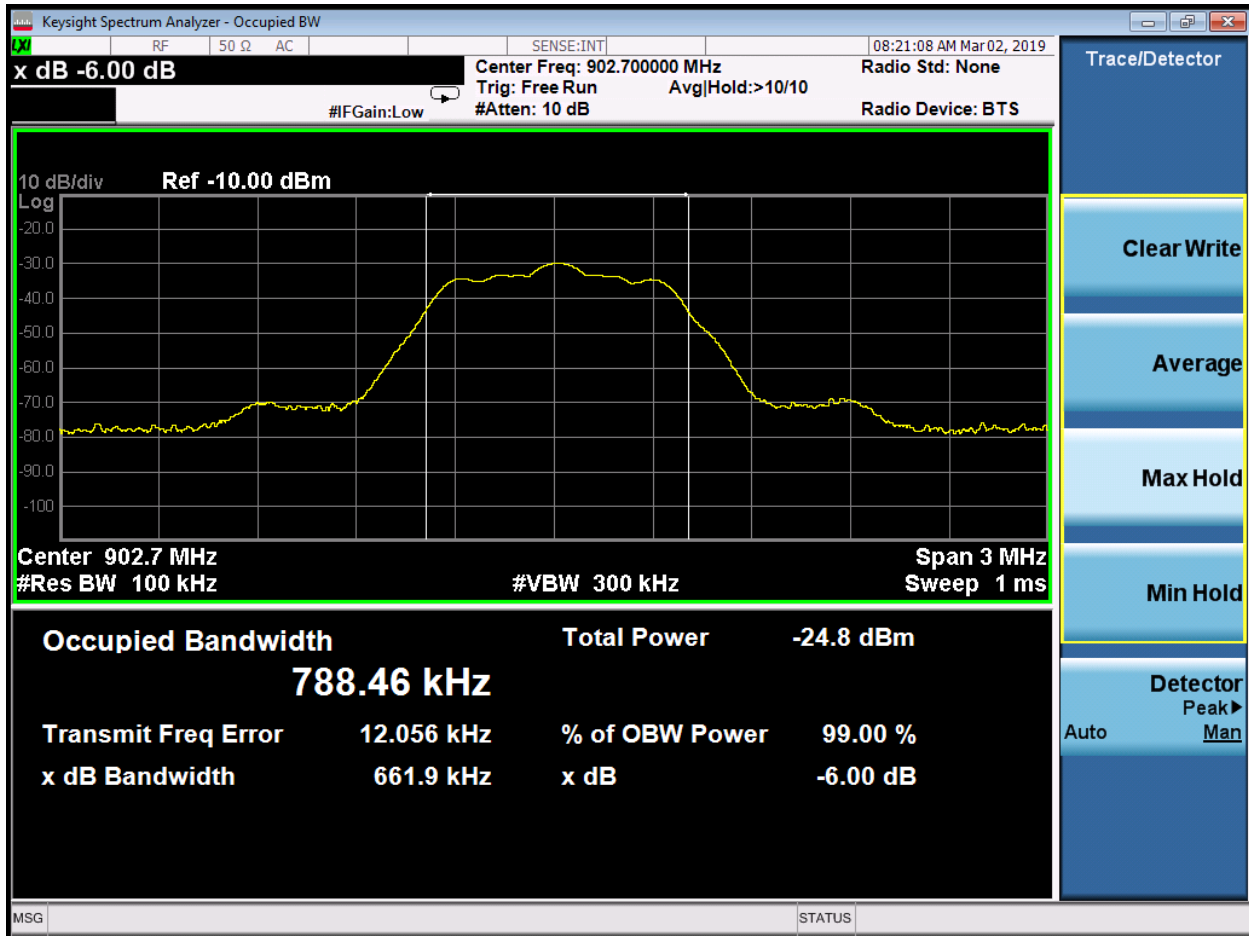 Keysight Spectrum Analyzer - Occupied BW
LXI RF 50 Ω AC SENSE:INT 08:21:08 AM Mar 02, 2019
x dB -6.00 dB
Center Freq: 902.700000 MHz Radio Std: None
Trig: Free Run Avg|Hold:>10/10
#IFGain:Low #Atten: 10 dB Radio Device: BTS
10 dB/div Ref -10.00 dBm
Log
-20.0
-30.0
-40.0
-50.0
-60.0
-70.0
-80.0
-90.0
-100
Center 902.7 MHz Span 3 MHz
#Res BW 100 kHz #VBW 300 kHz Sweep 1 ms
Occupied Bandwidth Total Power -24.8 dBm
788.46 kHz
Transmit Freq Error 12.056 kHz % of OBW Power 99.00 %
x dB Bandwidth 661.9 kHz x dB -6.00 dB
MSG STATUS
Trace/Detector
Clear Write
Average
Max Hold
Min Hold
Detector
Peak▶
Auto Man